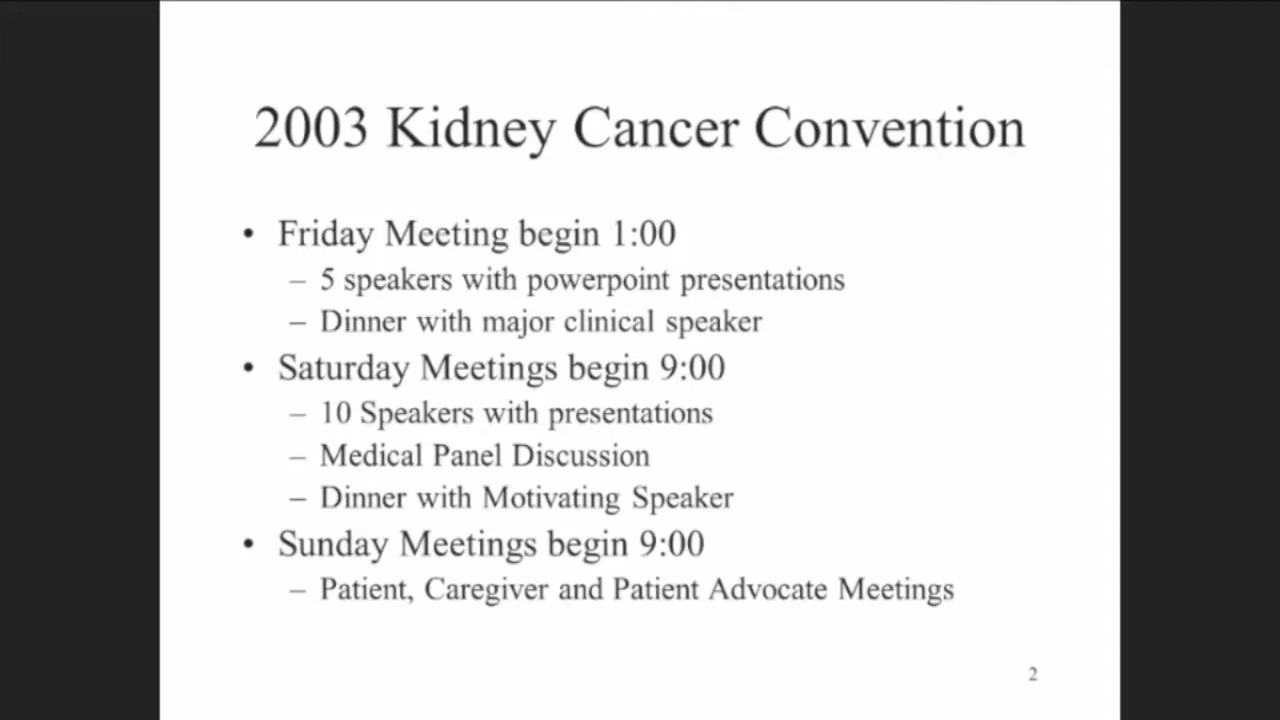 2003 Kidney Cancer Convention
• Friday Meeting begin 1:00
– 5 speakers with powerpoint presentations
– Dinner with major clinical speaker
• Saturday Meetings begin 9:00
– 10 Speakers with presentations
– Medical Panel Discussion
– Dinner with Motivating Speaker
• Sunday Meetings begin 9:00
– Patient, Caregiver and Patient Advocate Meetings
2